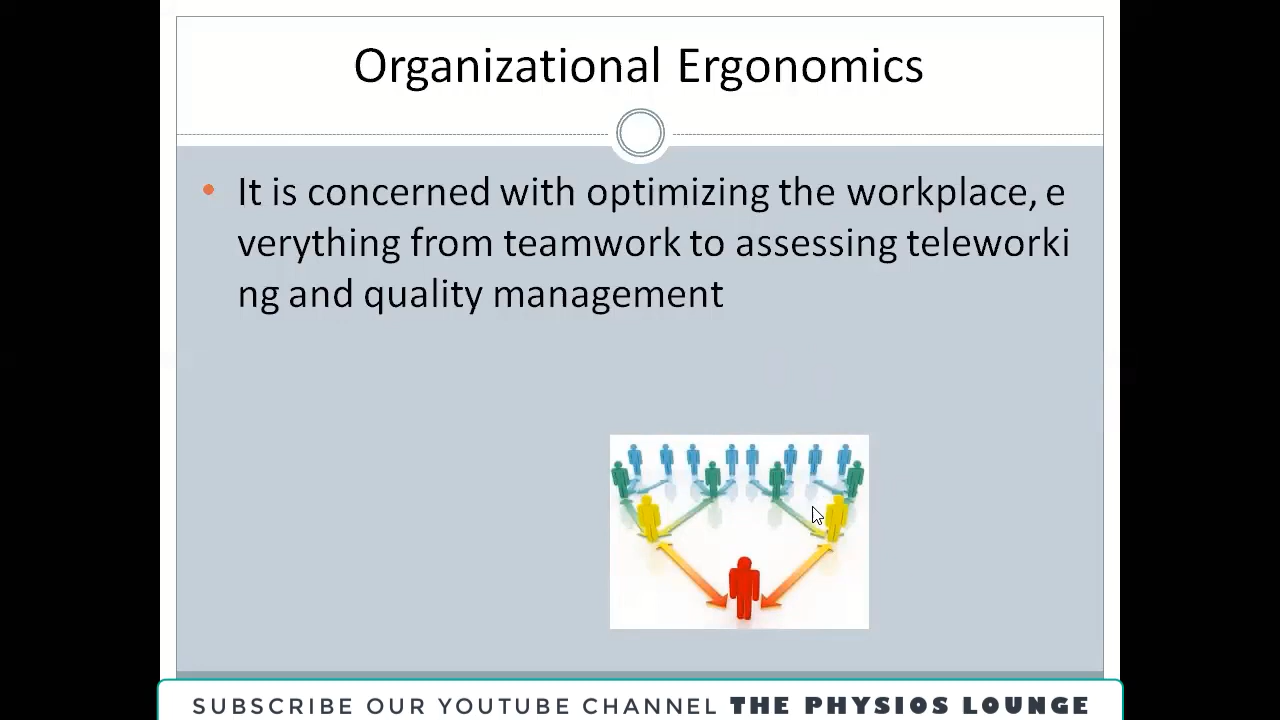 Organizational Ergonomics
• It is concerned with optimizing the workplace, e
verything from teamwork to assessing teleworki
ng and quality management
SUBSCRIBE OUR YOUTUBE CHANNEL THE PHYSIOS LOUNGE